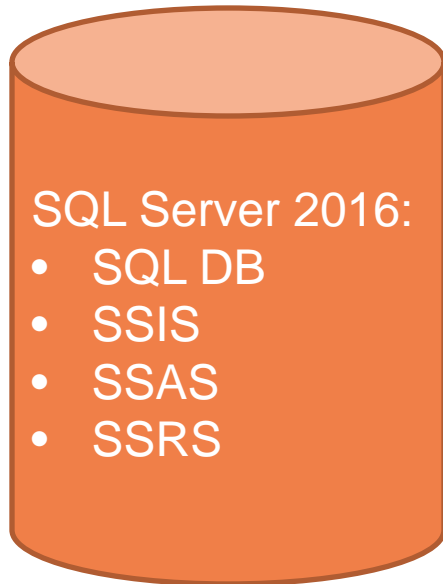 SQL Server 2016:
• SQL DB
• SSIS
• SSAS
• SSRS